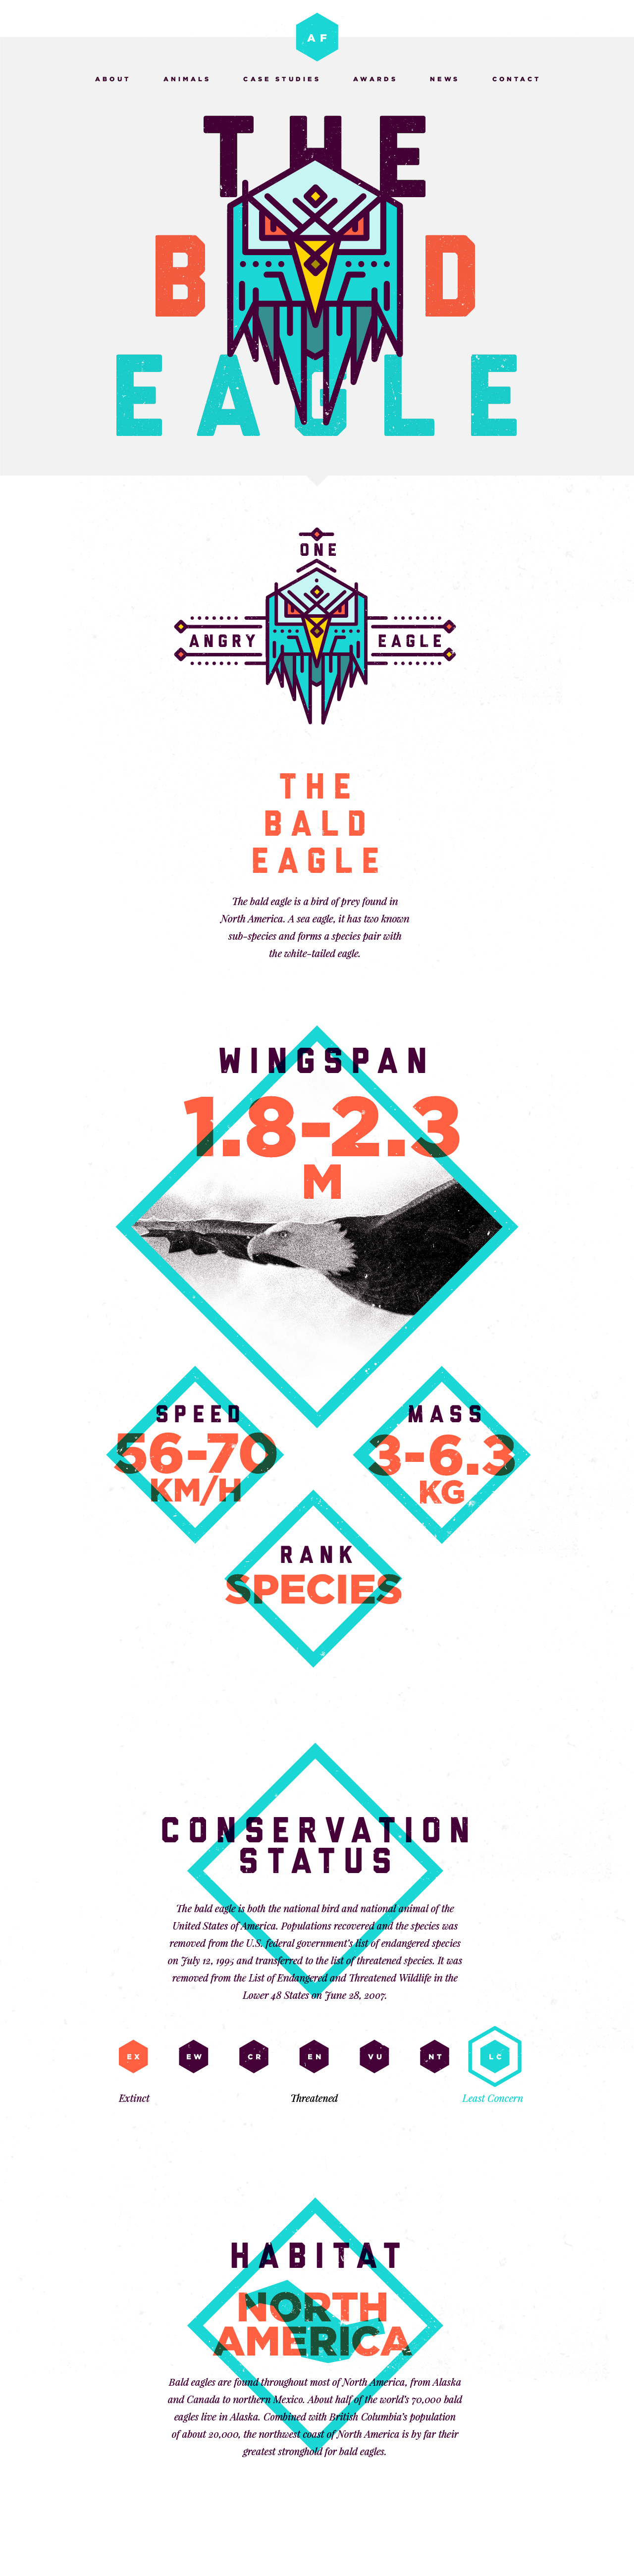 AF
ABOUT ANIMALS CASE STUDIES AWARDS NEWS CONTACT
THE
B D
EAGLE
ONE
ANGRY EAGLE
THE
BALD
EAGLE
The bald eagle is a bird of prey found in
North America. A sea eagle, it has two known
sub-species and forms a species pair with
the white-tailed eagle.
WINGSPAN
1.8-2.3
M
SPEED
56-70
KM/H
MASS
3-6.3
KG
RANK
SPECIES
CONSERVATION
STATUS
The bald eagle is both the national bird and national animal of the
United States of America. Populations recovered and the species was
removed from the U.S. federal government's list of endangered species
on July 12, 1995 and transferred to the list of threatened species. It was
removed from the List of Endangered and Threatened Wildlife in the
Lower 48 States on June 28, 2007.
EX EW CR EN VU NT LC
Extinct Threatened Least Concern
HABITAT
NORTH
AMERICA
Bald eagles are found throughout most of North America, from Alaska
and Canada to northern Mexico. About half of the world's 70,000 bald
eagles live in Alaska. Combined with British Columbia's population
of about 20,000, the northwest coast of North America is by far their
greatest stronghold for bald eagles.